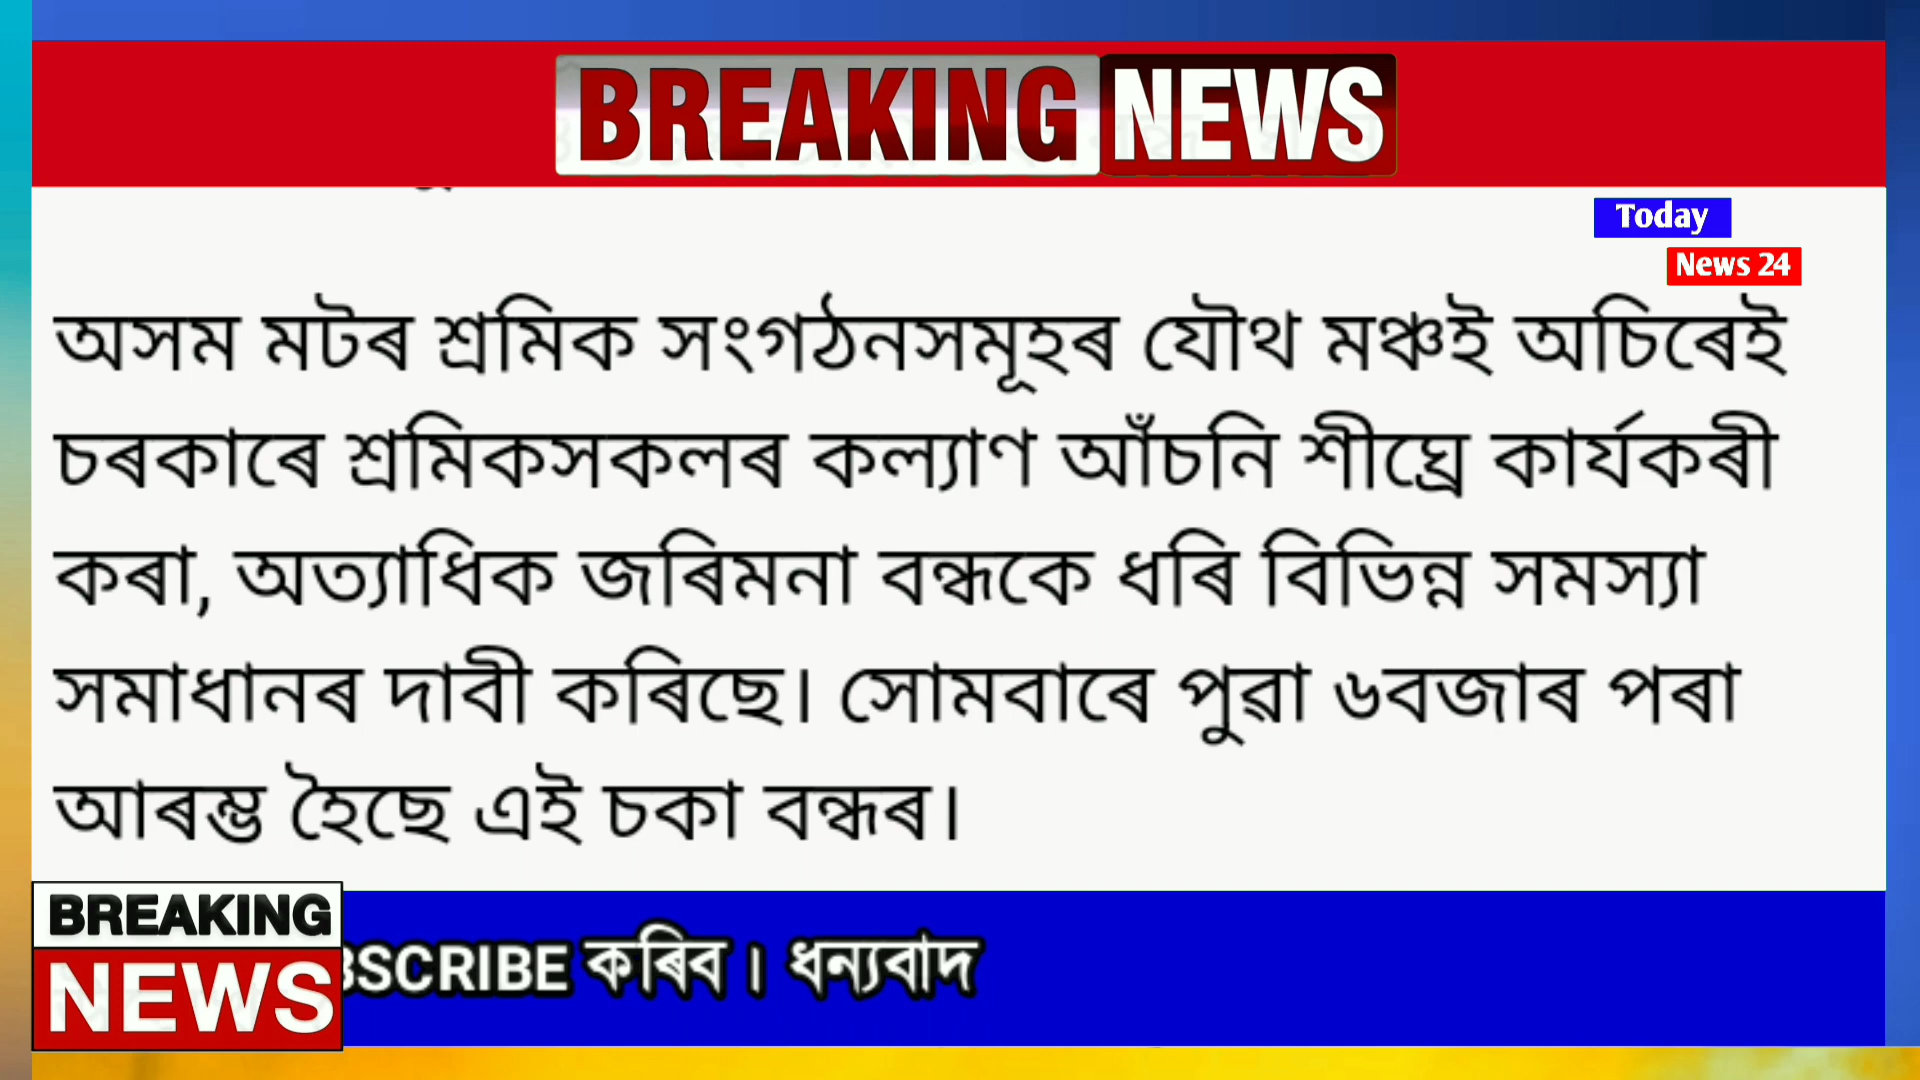 BREAKING NEWS
Today
News 24
অসম মটৰ শ্ৰমিক সংগঠনসমূহৰ যৌথ মঞ্চই অচিৰেই
চৰকাৰে শ্ৰমিকসকলৰ কল্যাণ আঁচনি শীঘ্ৰে কাৰ্যকৰী
কৰা, অত্যাধিক জৰিমনা বন্ধকে ধৰি বিভিন্ন সমস্যা
সমাধানৰ দাবী কৰিছে। সোমবাৰে পুৱা ৬বজাৰ পৰা
আৰম্ভ হৈছে এই চকা বন্ধৰ।
BREAKING
NEWS
BSCRIBE কৰিব । ধন্যবাদ